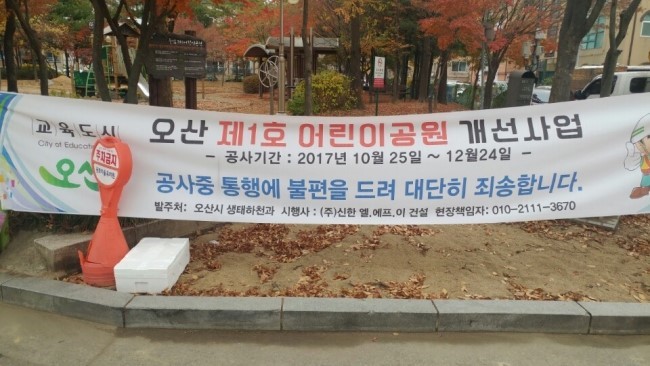 교육도시
City of Educat
오산
주차금지
오산 제1호 어린이공원 개선사업
- 공사기간 : 2017년 10월 25일 ~ 12월24일 -
공사중 통행에 불편을 드려 대단히 죄송합니다.
발주처: 오산시 생태하천과 시행사 : (주)신한 엘.에프.이 건설 현장책임자: 010-2111-3670